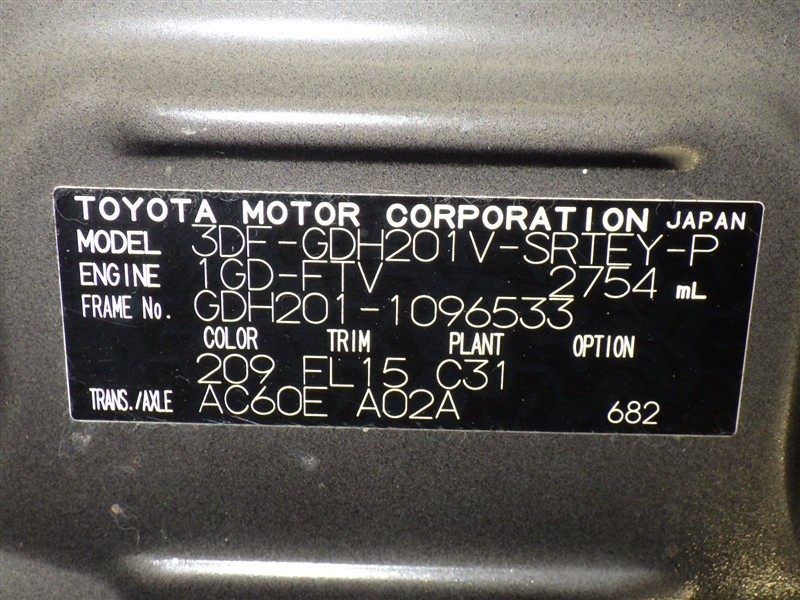 TOYOTA MOTOR CORPORATION JAPAN
MODEL 3DF-GDH201V-SRTEY-P
ENGINE 1GD-FTV 2754 mL
FRAME No. GDH201-1096533
COLOR TRIM PLANT OPTION
209 FL15 C31
TRANS./AXLE AC60E A02A 682